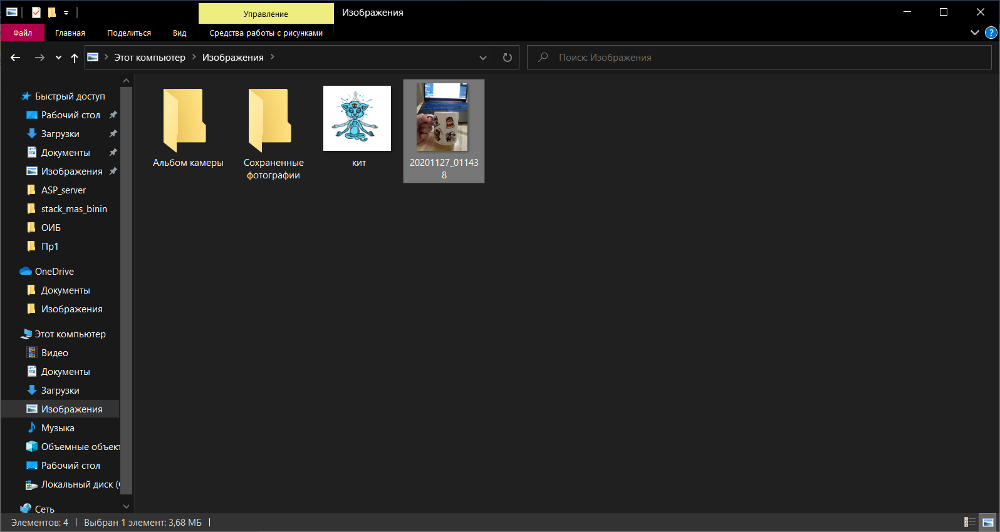 Управление
Изображения
Файл
Главная
Поделиться
Вид
Средства работы с рисунками
?
Этот компьютер
Изображения
Поиск: Изображения
Быстрый доступ
Рабочий стол
Загрузки
Документы
Изображения
ASP_server
stack_mas_binin
ОИБ
Пр1
OneDrive
Документы
Изображения
Этот компьютер
Видео
Документы
Загрузки
Изображения
Музыка
Объемные объект
Рабочий стол
Локальный диск (
Сеть
Альбом камеры
Сохраненные
фотографии
кит
20201127_01143
8
Элементов: 4
Выбран 1 элемент: 3,68 МБ